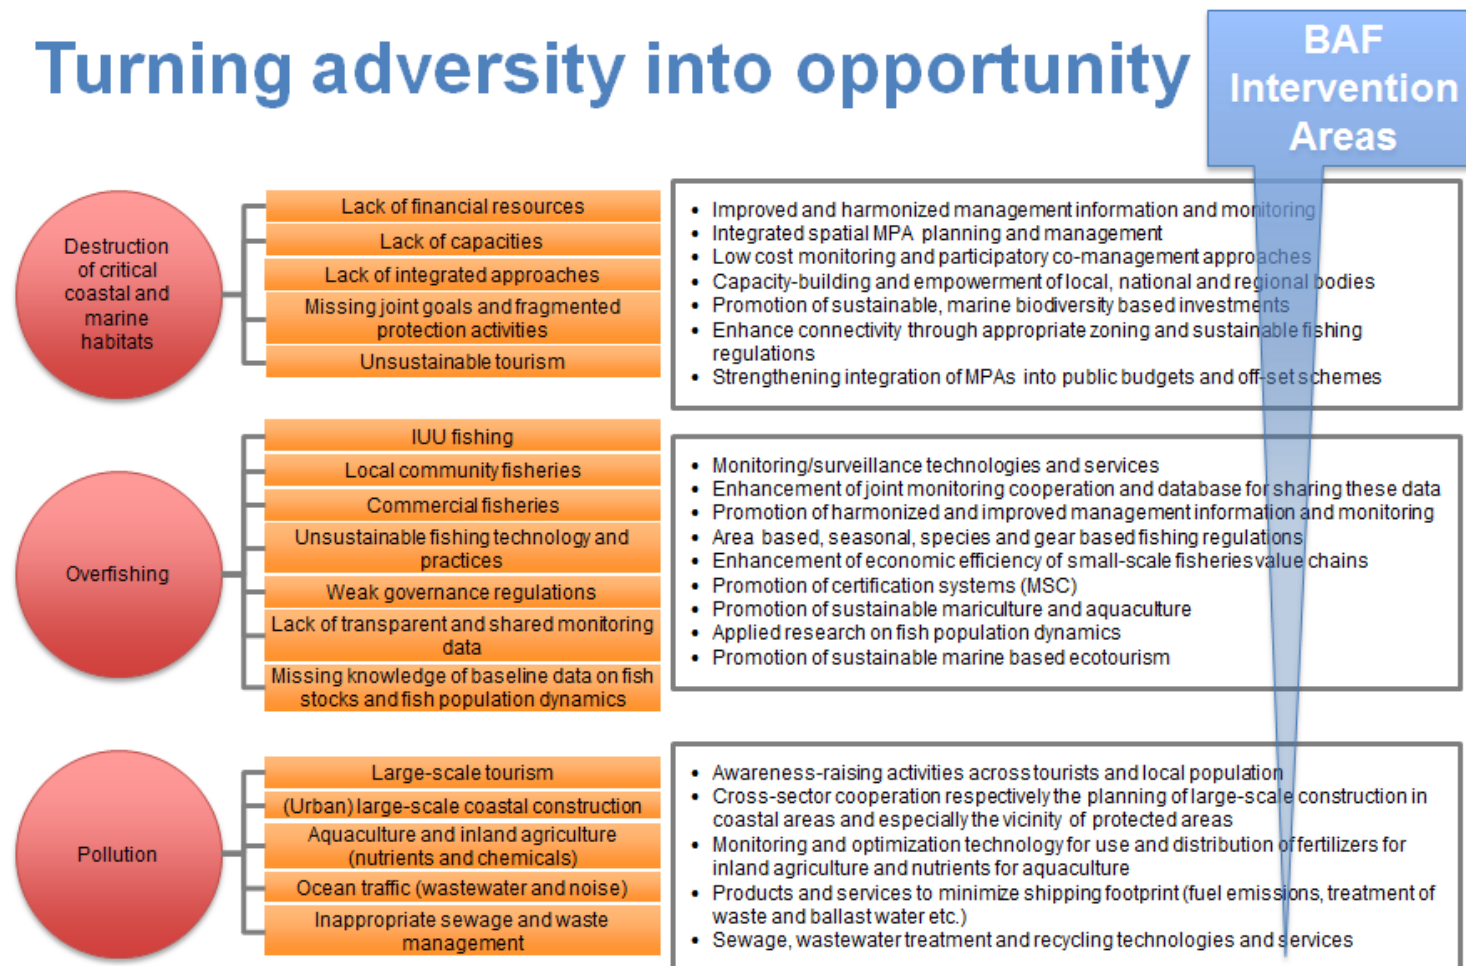 Turning adversity into opportunity
BAF
Intervention
Areas
Destruction
of critical
coastal and
marine
habitats
Lack of financial resources
Lack of capacities
Lack of integrated approaches
Missing joint goals and fragmented
protection activities
Unsustainable tourism
• Improved and harmonized management information and monitoring
• Integrated spatial MPA planning and management
• Low cost monitoring and participatory co-management approaches
• Capacity-building and empowerment of local, national and regional bodies
• Promotion of sustainable, marine biodiversity based investments
• Enhance connectivity through appropriate zoning and sustainable fishing
regulations
• Strengthening integration of MPAs into public budgets and off-set schemes
Overfishing
IUU fishing
Local community fisheries
Commercial fisheries
Unsustainable fishing technology and
practices
Weak governance regulations
Lack of transparent and shared monitoring
data
Missing knowledge of baseline data on fish
stocks and fish population dynamics
• Monitoring/surveillance technologies and services
• Enhancement of joint monitoring cooperation and database for sharing these data
• Promotion of harmonized and improved management information and monitoring
• Area based, seasonal, species and gear based fishing regulations
• Enhancement of economic efficiency of small-scale fisheries value chains
• Promotion of certification systems (MSC)
• Promotion of sustainable mariculture and aquaculture
• Applied research on fish population dynamics
• Promotion of sustainable marine based ecotourism
Pollution
Large-scale tourism
(Urban) large-scale coastal construction
Aquaculture and inland agriculture
(nutrients and chemicals)
Ocean traffic (wastewater and noise)
Inappropriate sewage and waste
management
• Awareness-raising activities across tourists and local population
• Cross-sector cooperation respectively the planning of large-scale construction in
coastal areas and especially the vicinity of protected areas
• Monitoring and optimization technology for use and distribution of fertilizers for
inland agriculture and nutrients for aquaculture
• Products and services to minimize shipping footprint (fuel emissions, treatment of
waste and ballast water etc.)
• Sewage, wastewater treatment and recycling technologies and services